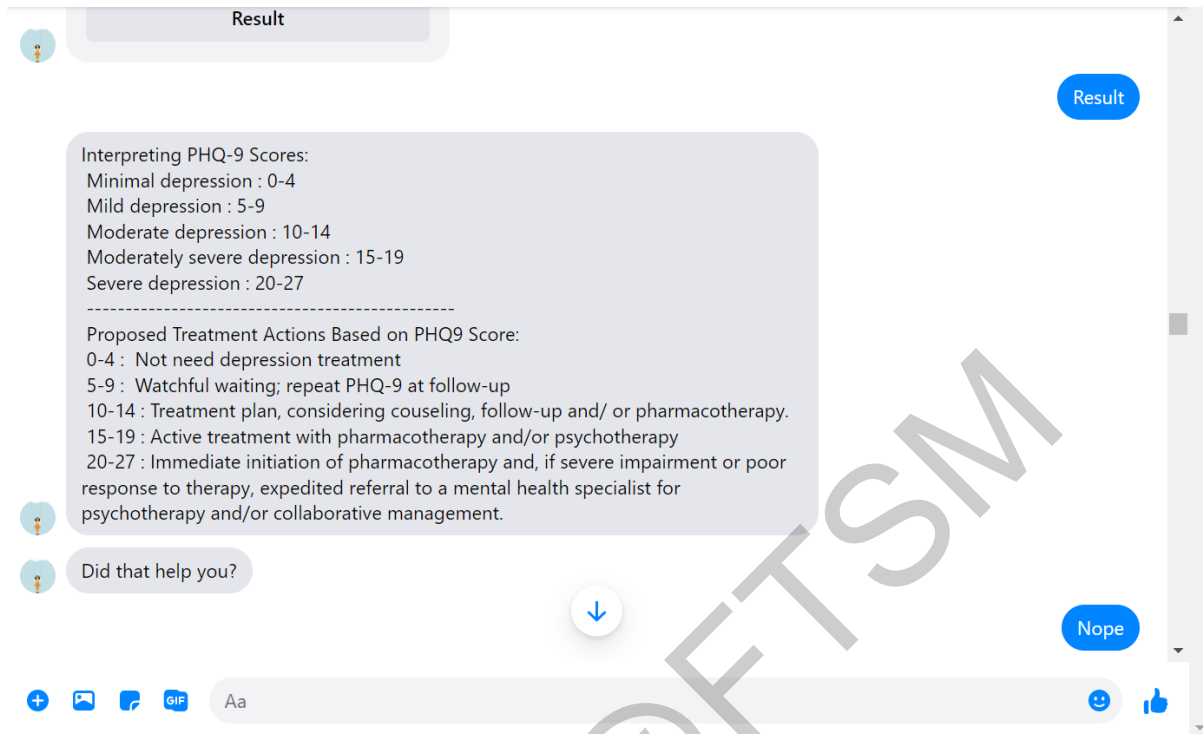 Result
Result
Interpreting PHQ-9 Scores:
Minimal depression : 0-4
Mild depression : 5-9
Moderate depression : 10-14
Moderately severe depression : 15-19
Severe depression : 20-27
------------------------------------------------
Proposed Treatment Actions Based on PHQ9 Score:
0-4 : Not need depression treatment
5-9 : Watchful waiting; repeat PHQ-9 at follow-up
10-14 : Treatment plan, considering couseling, follow-up and/ or pharmacotherapy.
15-19 : Active treatment with pharmacotherapy and/or psychotherapy
20-27 : Immediate initiation of pharmacotherapy and, if severe impairment or poor
response to therapy, expedited referral to a mental health specialist for
psychotherapy and/or collaborative management.
Did that help you?
Nope
GIF
Aa
FTSM